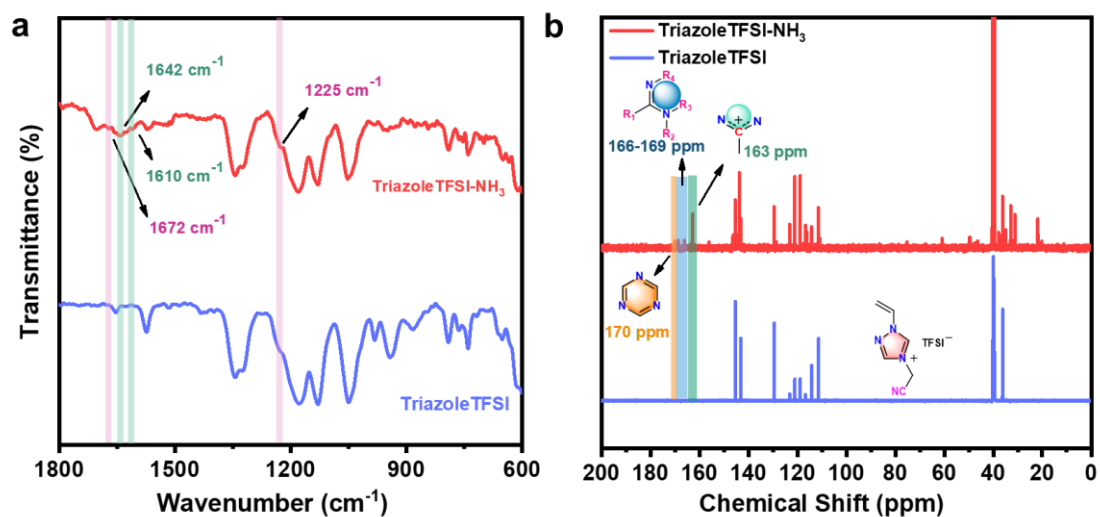 a
Transmittance (%)
1642 cm⁻¹
1225 cm⁻¹
1610 cm⁻¹
1672 cm⁻¹
TriazoleTFSI-NH₃
TriazoleTFSI
1800 1500 1200 900 600
Wavenumber (cm⁻¹)
b
TriazoleTFSI-NH₃
TriazoleTFSI
R₄
N
R₃
R₁
N
R₂
166-169 ppm
N + N
C
163 ppm
N
N N
170 ppm
N
N
N
+
TFSI⁻
NC
200 180 160 140 120 100 80 60 40 20 0
Chemical Shift (ppm)